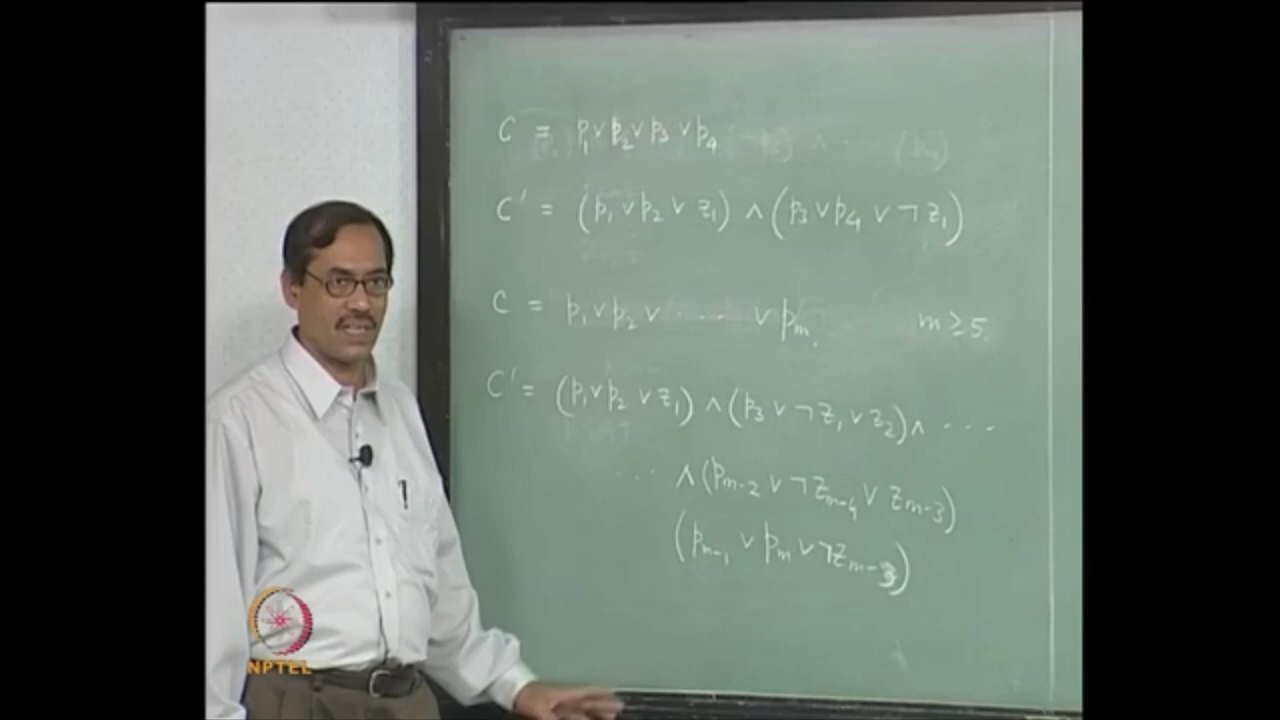 C = p₁ ∨ p₂ ∨ p₃ ∨ p₄
C' = (p₁ ∨ p₂ ∨ z₁) ∧ (p₃ ∨ p₄ ∨ ¬z₁)
C = p₁ ∨ p₂ ∨ ···· ∨ pₘ. m ≥ 5.
C' = (p₁ ∨ p₂ ∨ z₁) ∧ (p₃ ∨ ¬z₁ ∨ z₂) ∧ ···
··· ∧ (pₘ₋₂ ∨ ¬zₘ₋₄ ∨ zₘ₋₃)
(pₘ₋₁ ∨ pₘ ∨ ¬zₘ₋₃)
NPTEL